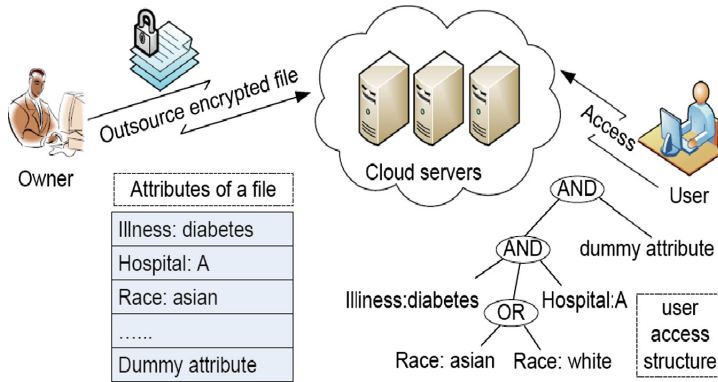 Outsource encrypted file
Owner
Cloud servers
Access
User
Attributes of a file
Illness: diabetes
Hospital: A
Race: asian
......
Dummy attribute
AND
AND
dummy attribute
Illiness:diabetes
Hospital:A
OR
Race: asian
Race: white
user
access
structure